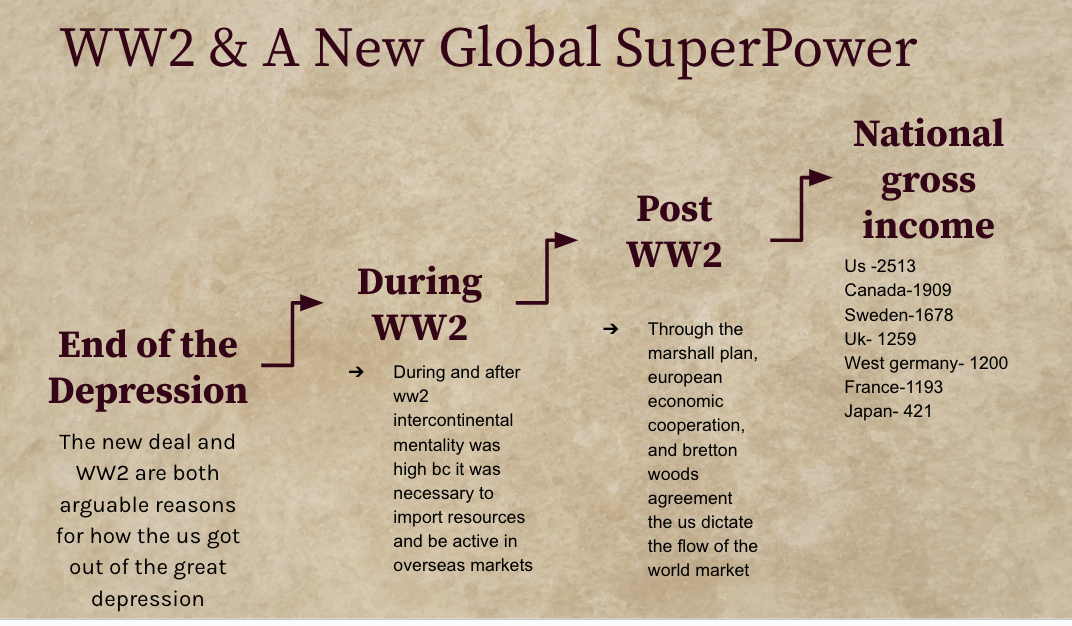 WW2 & A New Global SuperPower
End of the
Depression
The new deal and
WW2 are both
arguable reasons
for how the us got
out of the great
depression
During
WW2
➔ During and after
ww2
intercontinental
mentality was
high bc it was
necessary to
import resources
and be active in
overseas markets
Post
WW2
➔ Through the
marshall plan,
european
economic
cooperation,
and bretton
woods
agreement
the us dictate
the flow of the
world market
National
gross
income
Us -2513
Canada-1909
Sweden-1678
Uk- 1259
West germany- 1200
France-1193
Japan- 421